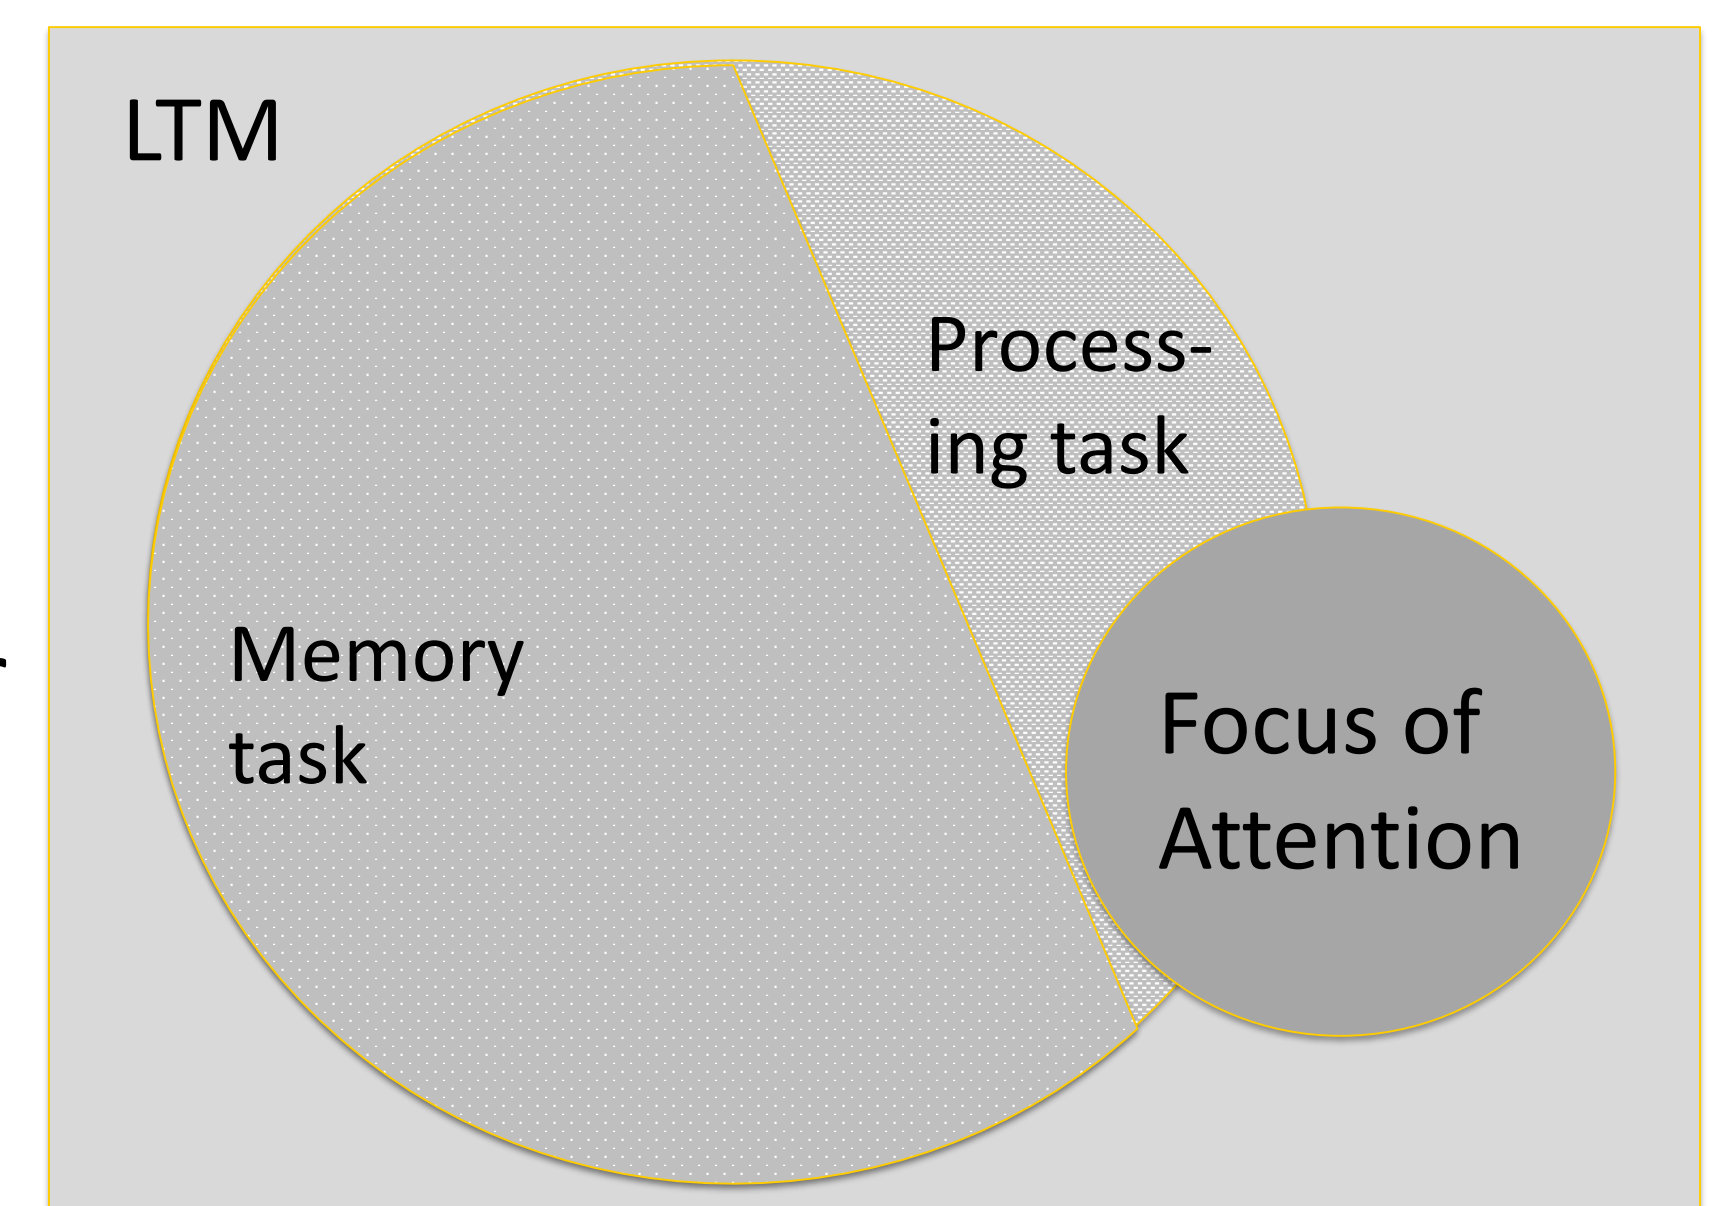 LTM
Process-
ing task
Memory
task
Focus of
Attention